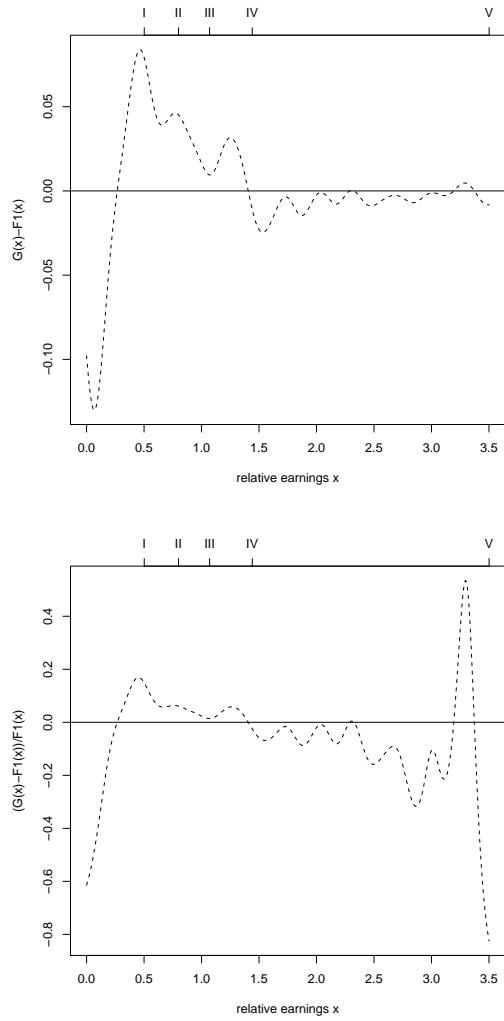 I II III IV V
0.05
0.00
−0.05
−0.10
G(x)−F1(x)
0.0 0.5 1.0 1.5 2.0 2.5 3.0 3.5
relative earnings x
I II III IV V
0.4
0.2
0.0
−0.2
−0.4
−0.6
−0.8
(G(x)−F1(x))/F1(x)
0.0 0.5 1.0 1.5 2.0 2.5 3.0 3.5
relative earnings x